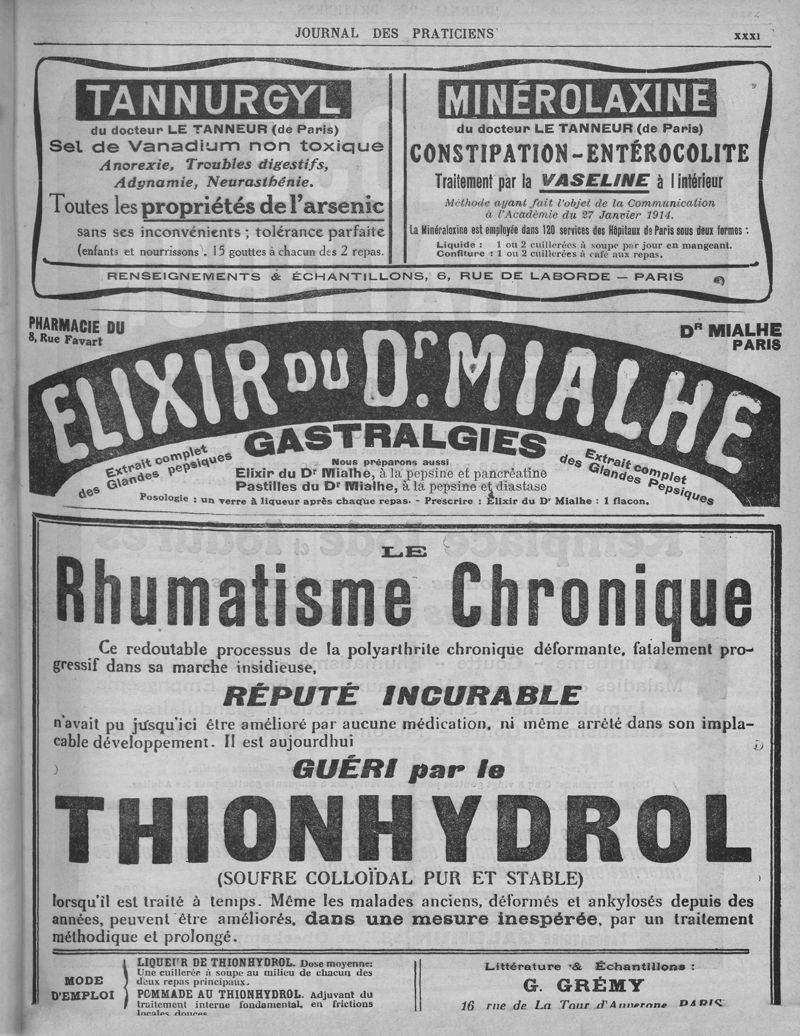 JOURNAL DES PRATICIENS
XXXI
TANNURGYL
du docteur LE TANNEUR (de Paris)
Sel de Vanadium non toxique
Anorexie, Troubles digestifs,
Adynamie, Neurasthénie.
Toutes les propriétés de l'arsenic
sans ses inconvénients ; tolérance parfaite
(enfants et nourrissons). 15 gouttes à chacun des 2 repas.
MINÉROLAXINE
du docteur LE TANNEUR (de Paris)
CONSTIPATION-ENTÉROCOLITE
Traitement par la VASELINE à l'intérieur
Méthode ayant fait l'objet de la Communication
à l'Académie du 27 Janvier 1914.
La Minéraloxine est employée dans 120 services des Hôpitaux de Paris sous deux formes :
Liquide : 1 ou 2 cuillerées à soupe par jour en mangeant.
Confiture : 1 ou 2 cuillerées à café aux repas.
RENSEIGNEMENTS & ÉCHANTILLONS, 6, RUE DE LABORDE — PARIS
PHARMACIE DU
8, Rue Favart
DR MIALHE
PARIS
ELIXIR DU Dr. MIALHE
Extrait complet
des Glandes pepsiques
GASTRALGIES
Nous préparons aussi
Elixir du Dr Mialhe, à la pepsine et pancréatine
Pastilles du Dr Mialhe, à la pepsine et diastase
Extrait complet
des Glandes Pepsiques
Posologie : un verre à liqueur après chaque repas. - Prescrire : Élixir du Dr Mialhe : 1 flacon.
LE
Rhumatisme Chronique
Ce redoutable processus de la polyarthrite chronique déformante, fatalement pro-
gressif dans sa marche insidieuse,
RÉPUTÉ INCURABLE
n'avait pu jusqu'ici être amélioré par aucune médication, ni même arrêté dans son impla-
cable développement. Il est aujourdhui
GUÉRI par le
THIONHYDROL
(SOUFRE COLLOÏDAL PUR ET STABLE)
lorsqu'il est traité à temps. Même les malades anciens, déformés et ankylosés depuis des
années, peuvent être améliorés, dans une mesure inespérée, par un traitement
méthodique et prolongé.
MODE
D'EMPLOI
LIQUEUR DE THIONHYDROL. Dose moyenne:
Une cuillerée à soupe au milieu de chacun des
deux repas principaux.
POMMADE AU THIONHYDROL. Adjuvant du
traitement interne fondamental, en frictions
locales douces
Littérature & Échantillons :
G. GRÉMY
16 rue de La Tour d'Auvergne PARIS